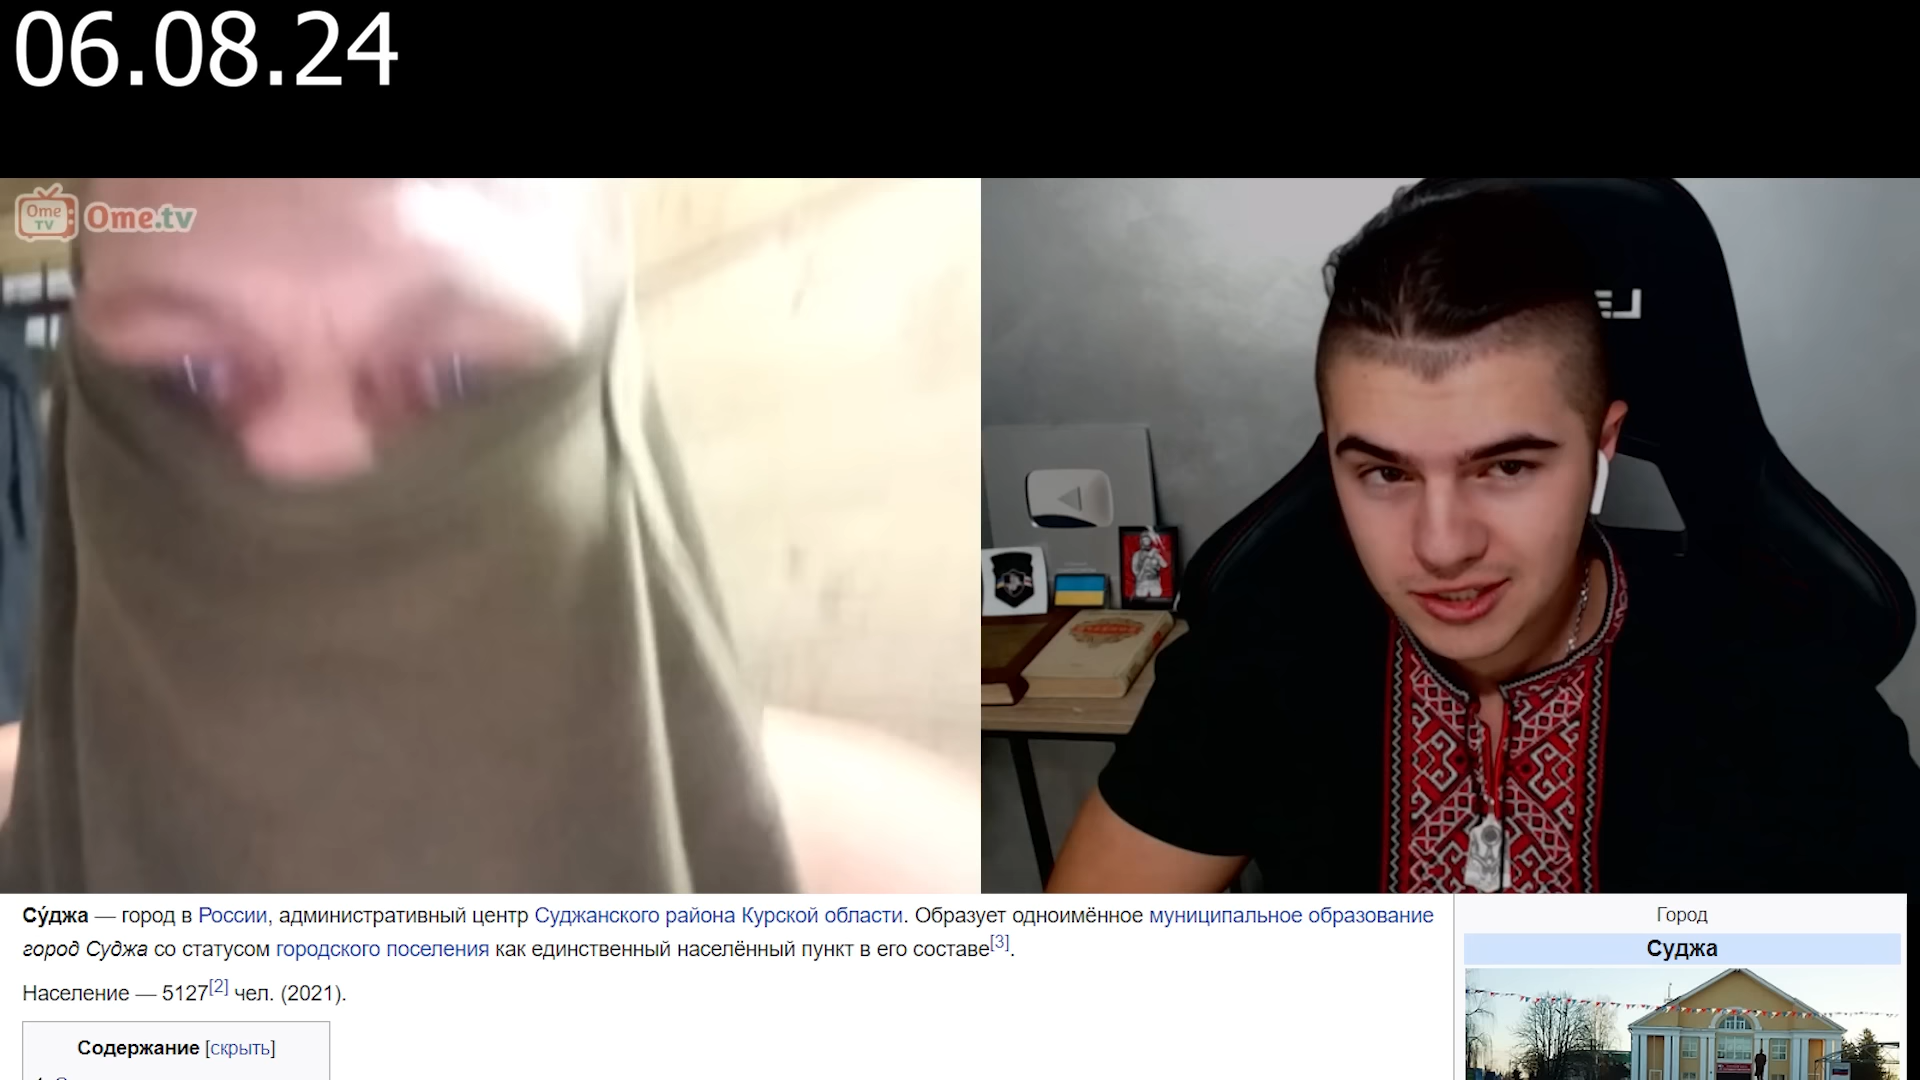 06.08.24
Ome TV Ome.tv
Су́джа — город в России, административный центр Суджанского района Курской области. Образует одноимённое муниципальное образование
город Суджа со статусом городского поселения как единственный населённый пункт в его составе[3].
Население — 5127[2] чел. (2021).
Содержание [скрыть]
Город
Суджа